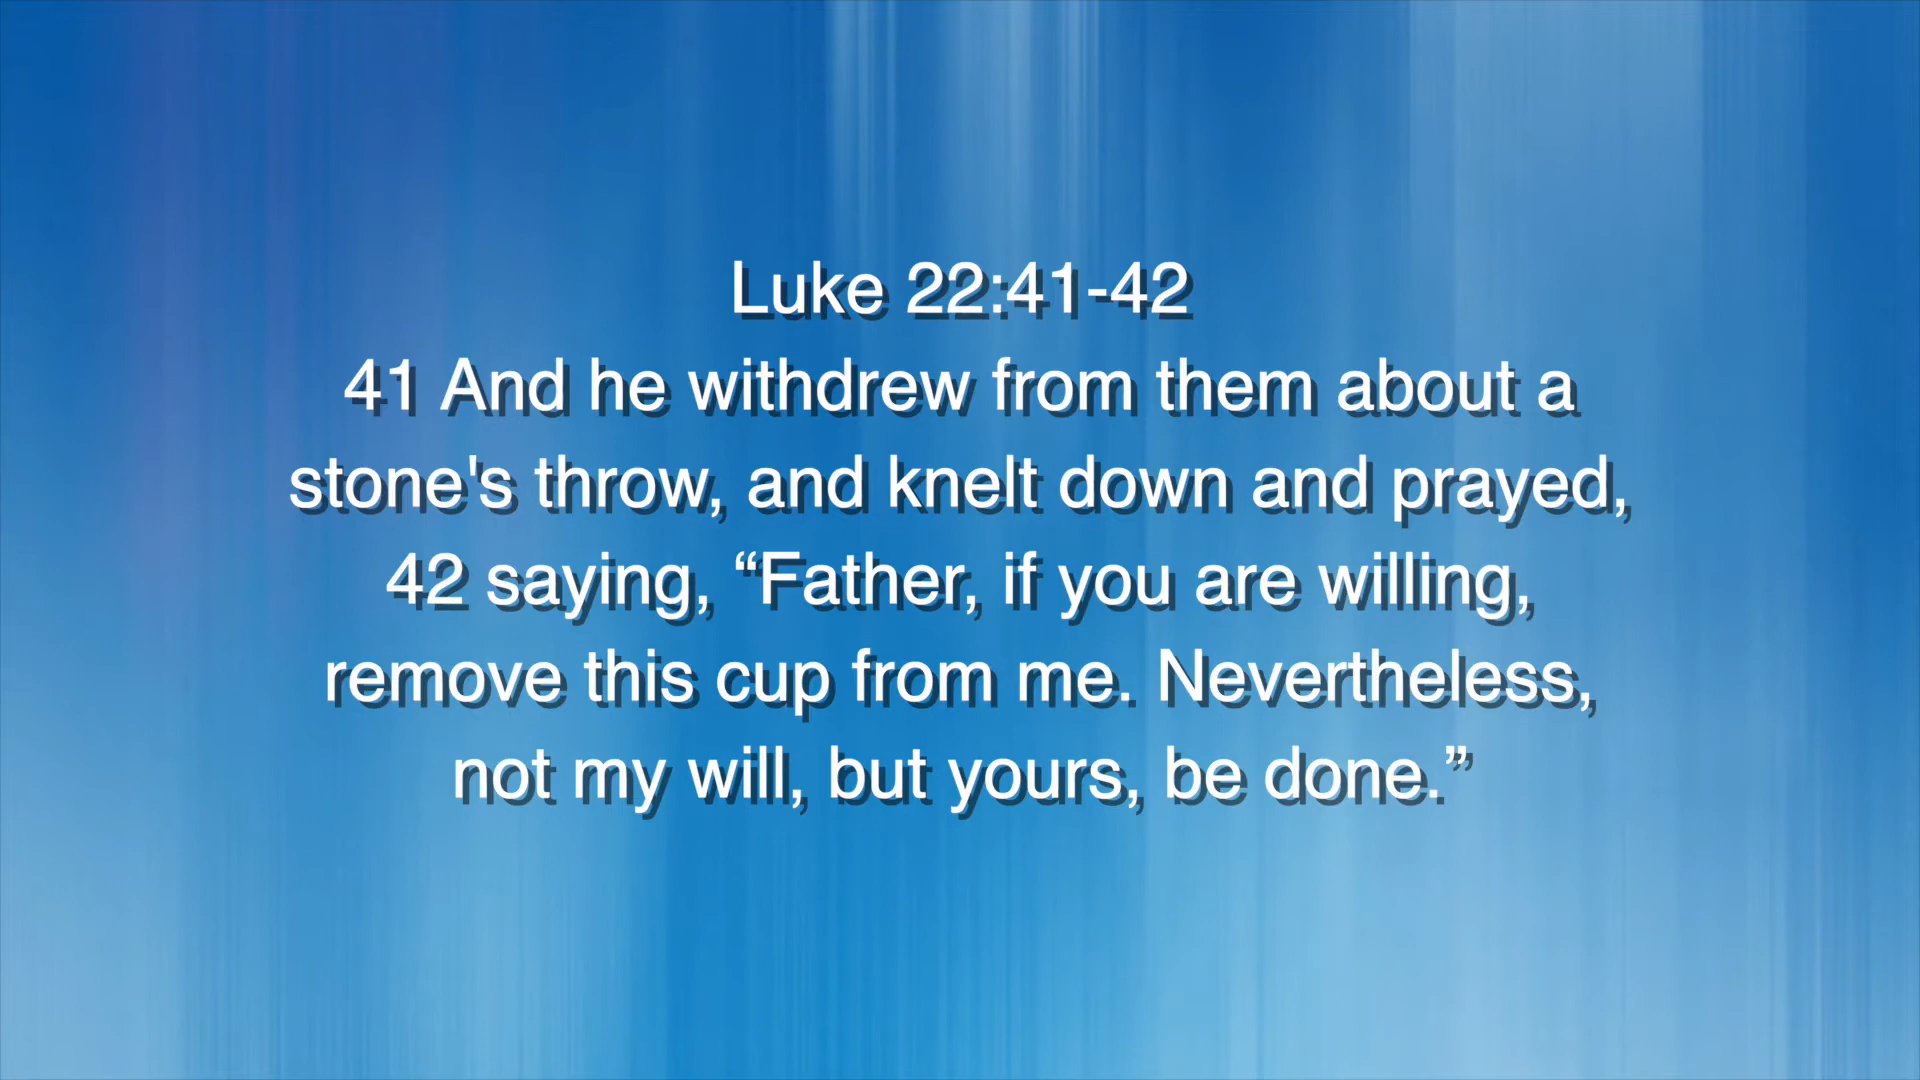 Luke 22:41-42
41 And he withdrew from them about a
stone's throw, and knelt down and prayed,
42 saying, “Father, if you are willing,
remove this cup from me. Nevertheless,
not my will, but yours, be done.”